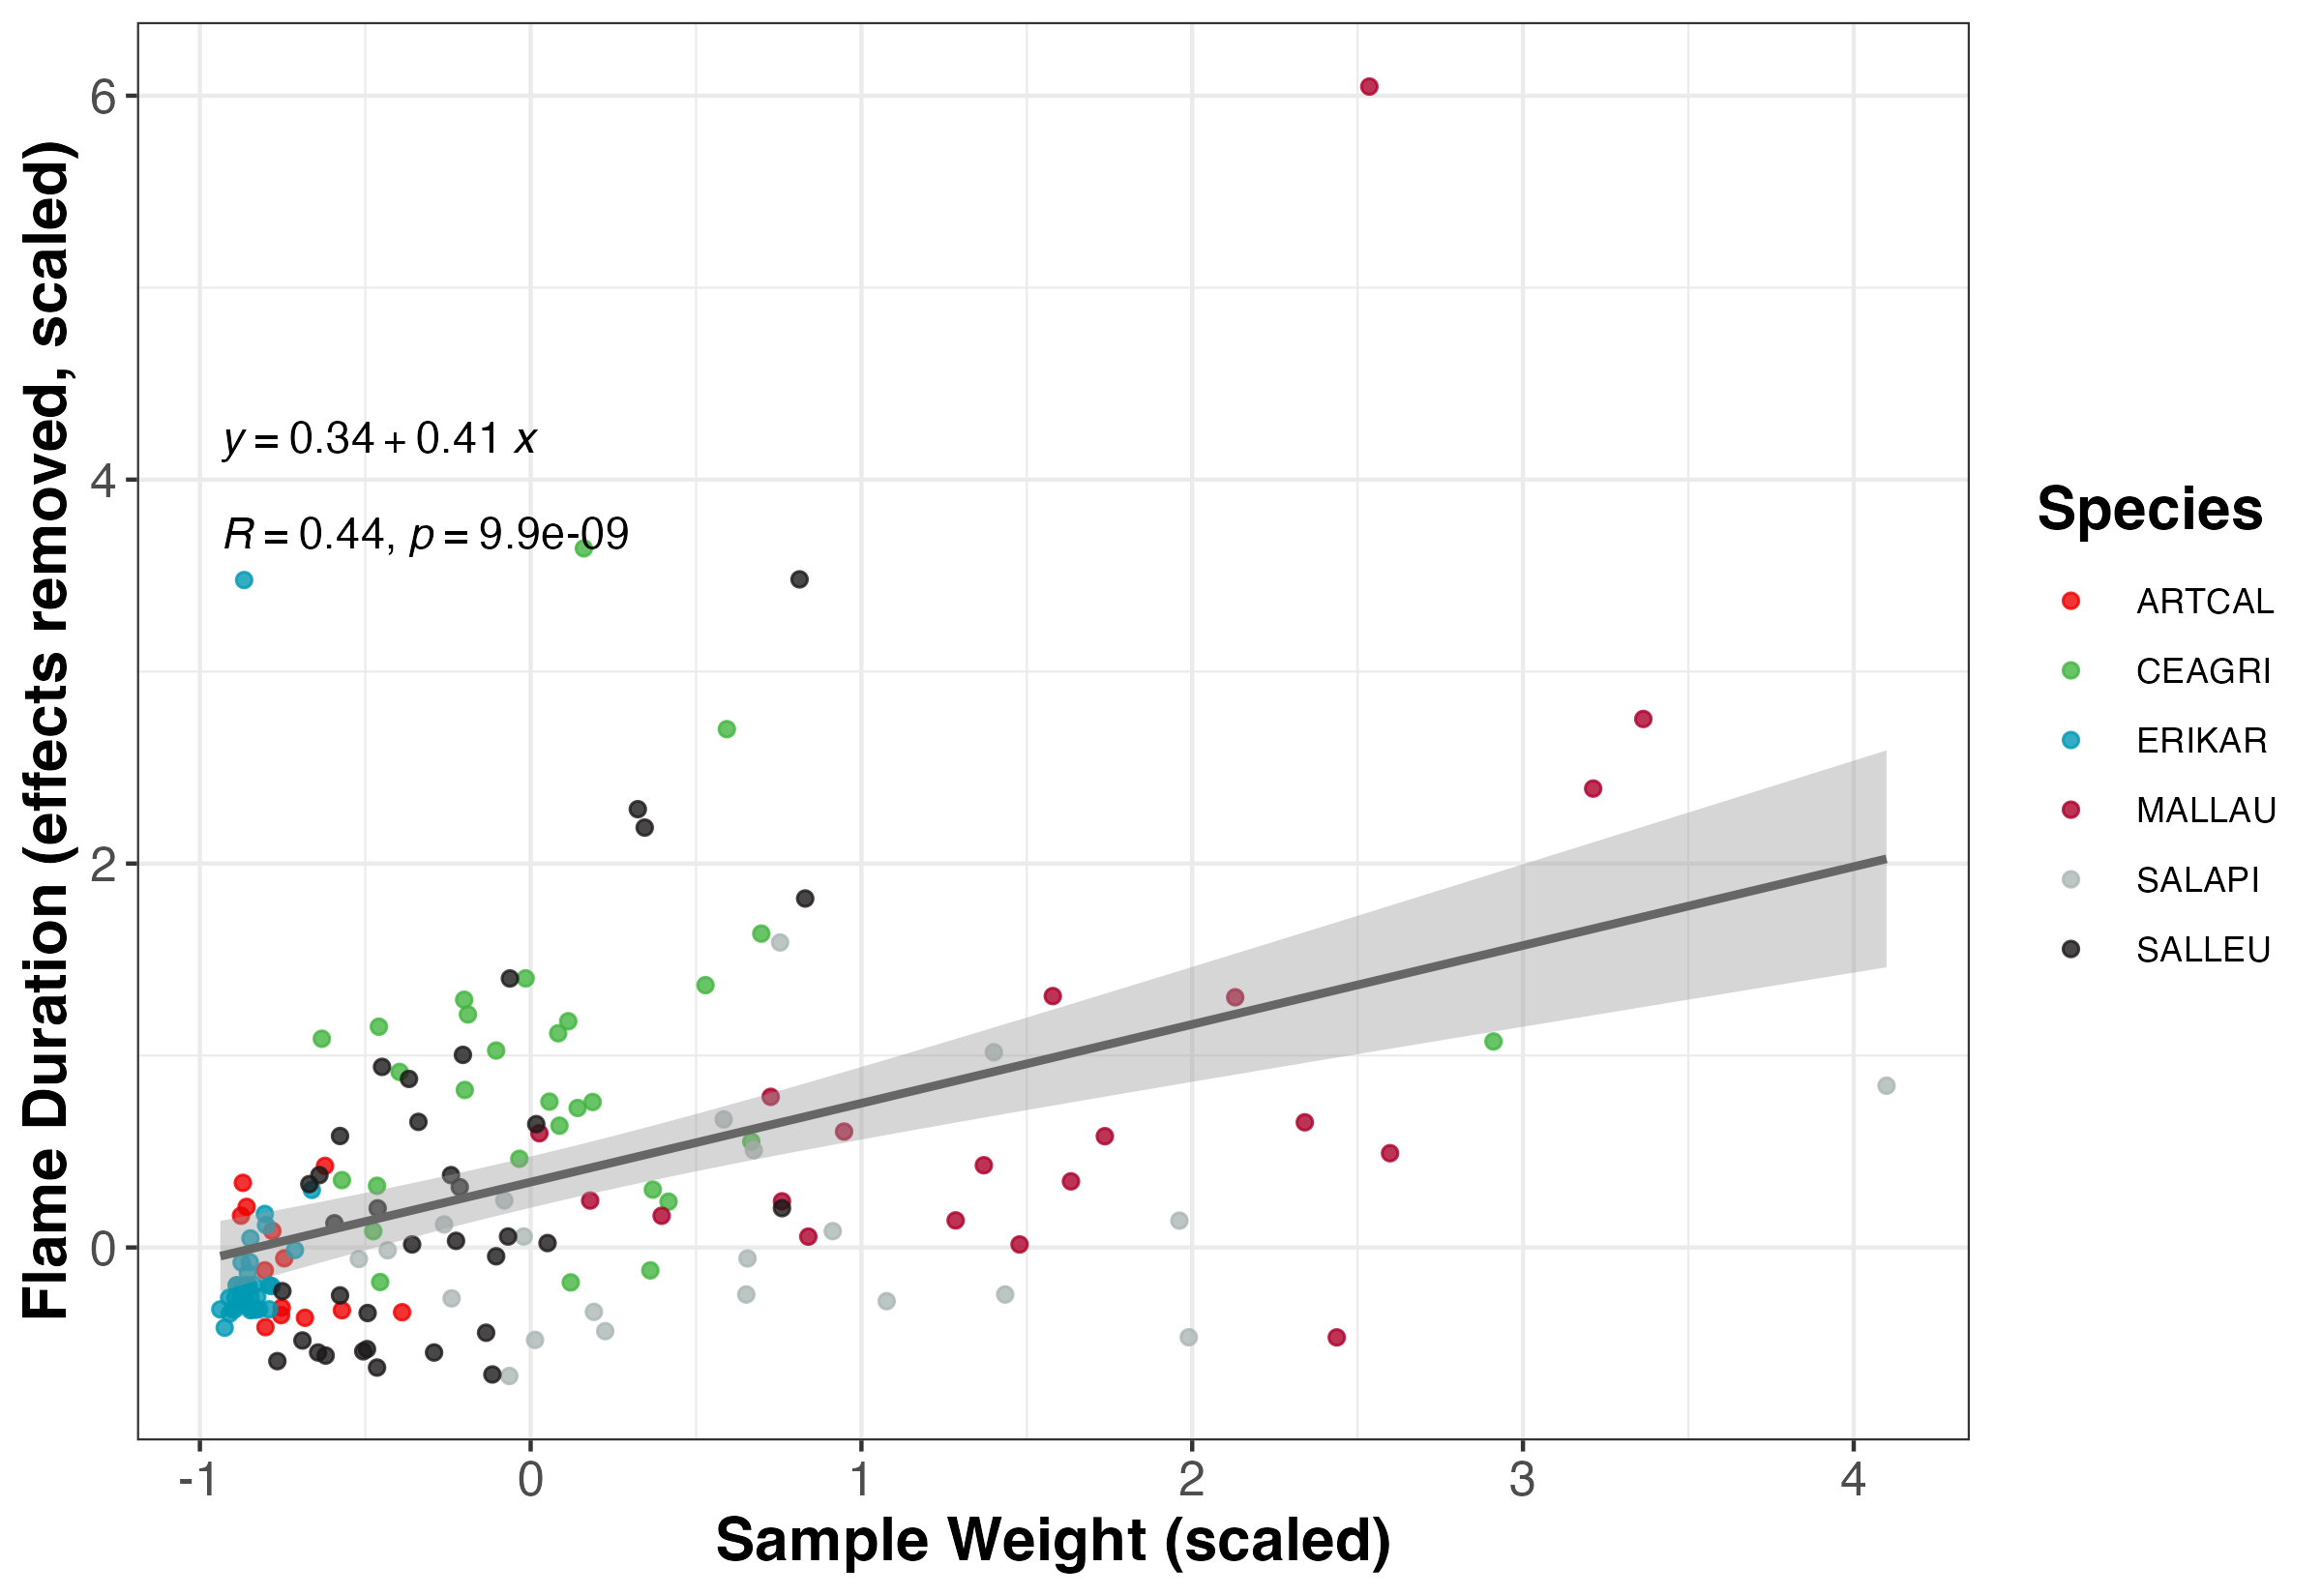 Flame Duration (effects removed, scaled)
6
4
2
0
y = 0.34 + 0.41 x
R = 0.44, p = 9.9e-09
-1 0 1 2 3 4
Sample Weight (scaled)
Species
ARTCAL
CEAGRI
ERIKAR
MALLAU
SALAPI
SALLEU